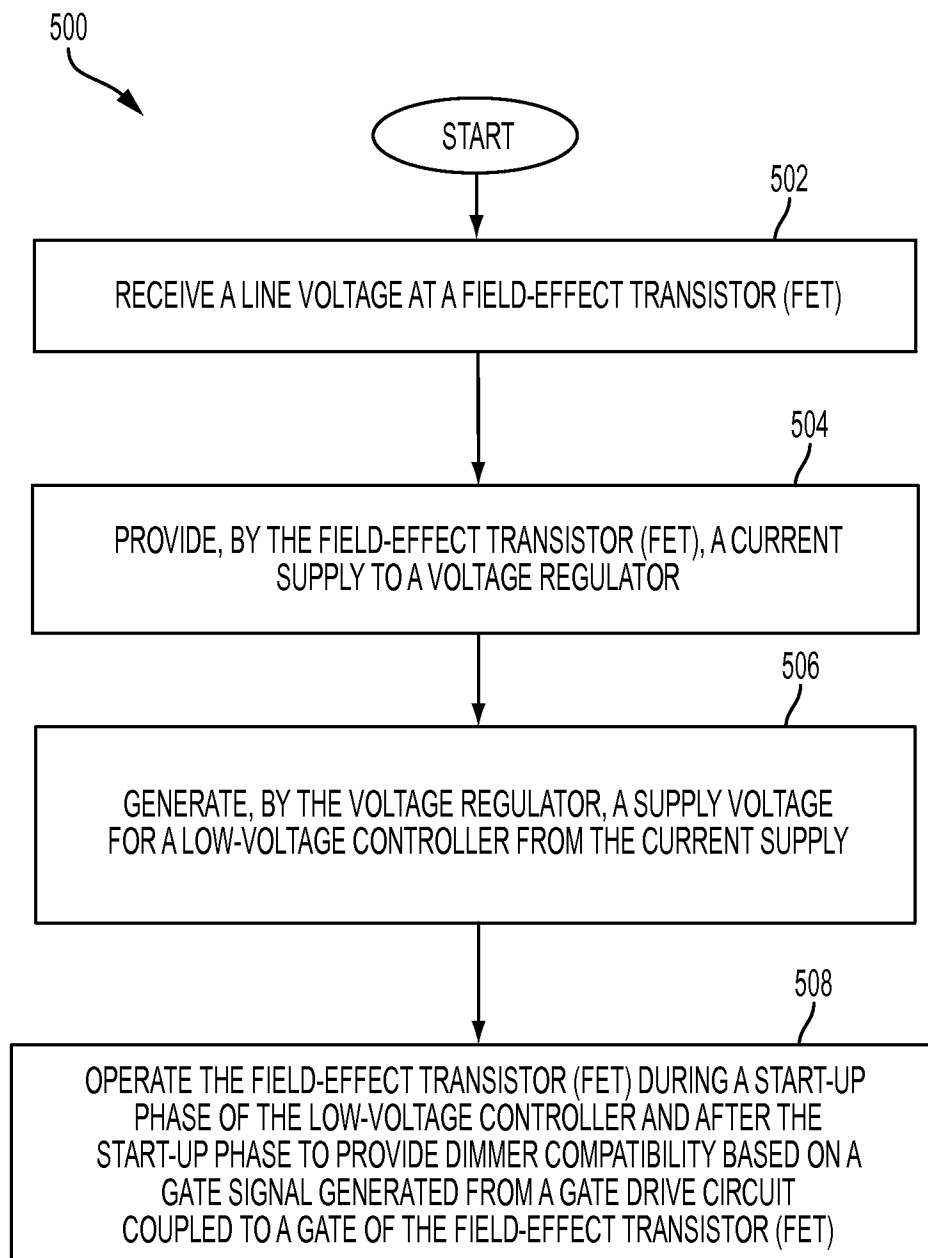 500
START
502
RECEIVE A LINE VOLTAGE AT A FIELD-EFFECT TRANSISTOR (FET)
504
PROVIDE, BY THE FIELD-EFFECT TRANSISTOR (FET), A CURRENT
SUPPLY TO A VOLTAGE REGULATOR
506
GENERATE, BY THE VOLTAGE REGULATOR, A SUPPLY VOLTAGE
FOR A LOW-VOLTAGE CONTROLLER FROM THE CURRENT SUPPLY
508
OPERATE THE FIELD-EFFECT TRANSISTOR (FET) DURING A START-UP
PHASE OF THE LOW-VOLTAGE CONTROLLER AND AFTER THE
START-UP PHASE TO PROVIDE DIMMER COMPATIBILITY BASED ON A
GATE SIGNAL GENERATED FROM A GATE DRIVE CIRCUIT
COUPLED TO A GATE OF THE FIELD-EFFECT TRANSISTOR (FET)